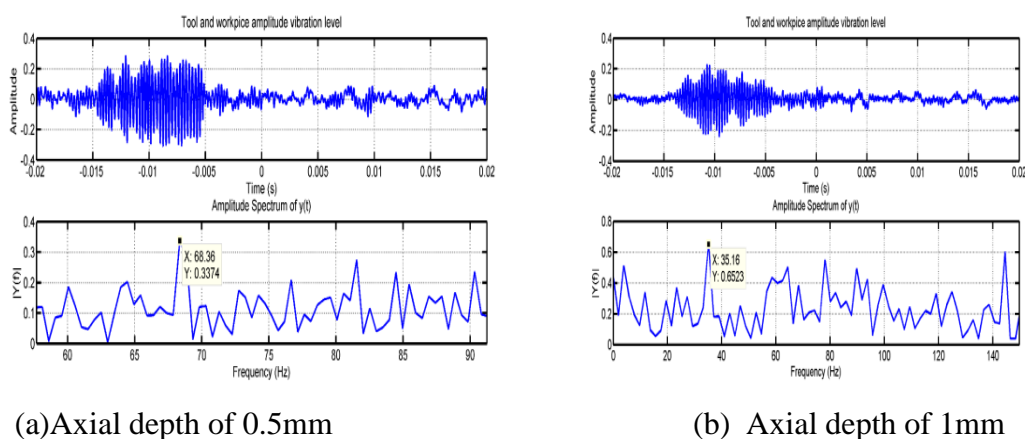 Tool and workpice amplitude vibration level
Amplitude
0.4
0.2
0
-0.2
-0.4
-0.02 -0.015 -0.01 -0.005 0 0.005 0.01 0.015 0.02
Time (s)
Amplitude Spectrum of y(t)
|Y(f)|
0.4
0.3
0.2
0.1
0
X: 68.36
Y: 0.3374
60 65 70 75 80 85 90
Frequency (Hz)
(a)Axial depth of 0.5mm
Tool and workpice amplitude vibration level
Amplitude
0.4
0.2
0
-0.2
-0.4
-0.02 -0.015 -0.01 -0.005 0 0.005 0.01 0.015 0.02
Time (s)
Amplitude Spectrum of y(t)
|Y(f)|
0.8
0.6
0.4
0.2
0
X: 35.16
Y: 0.6523
0 20 40 60 80 100 120 140
Frequency (Hz)
(b) Axial depth of 1mm